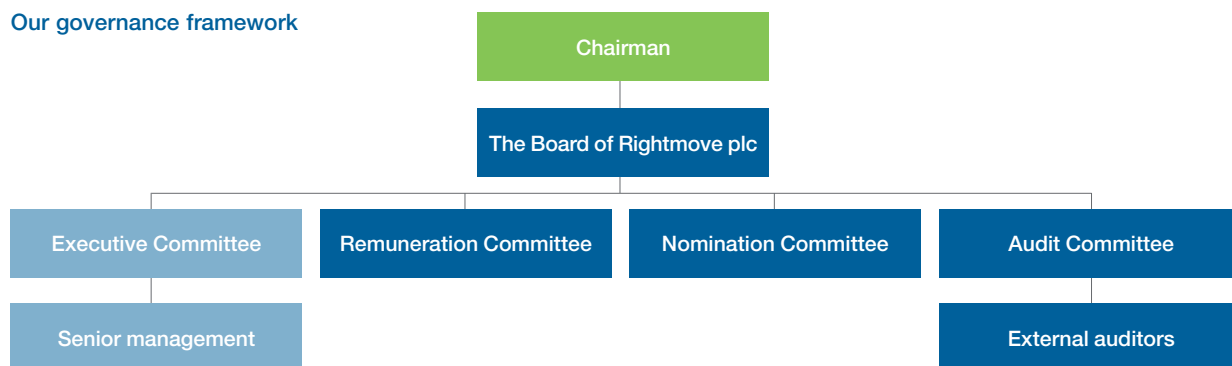 Our governance framework
Chairman
The Board of Rightmove plc
Executive Committee
Remuneration Committee
Nomination Committee
Audit Committee
Senior management
External auditors